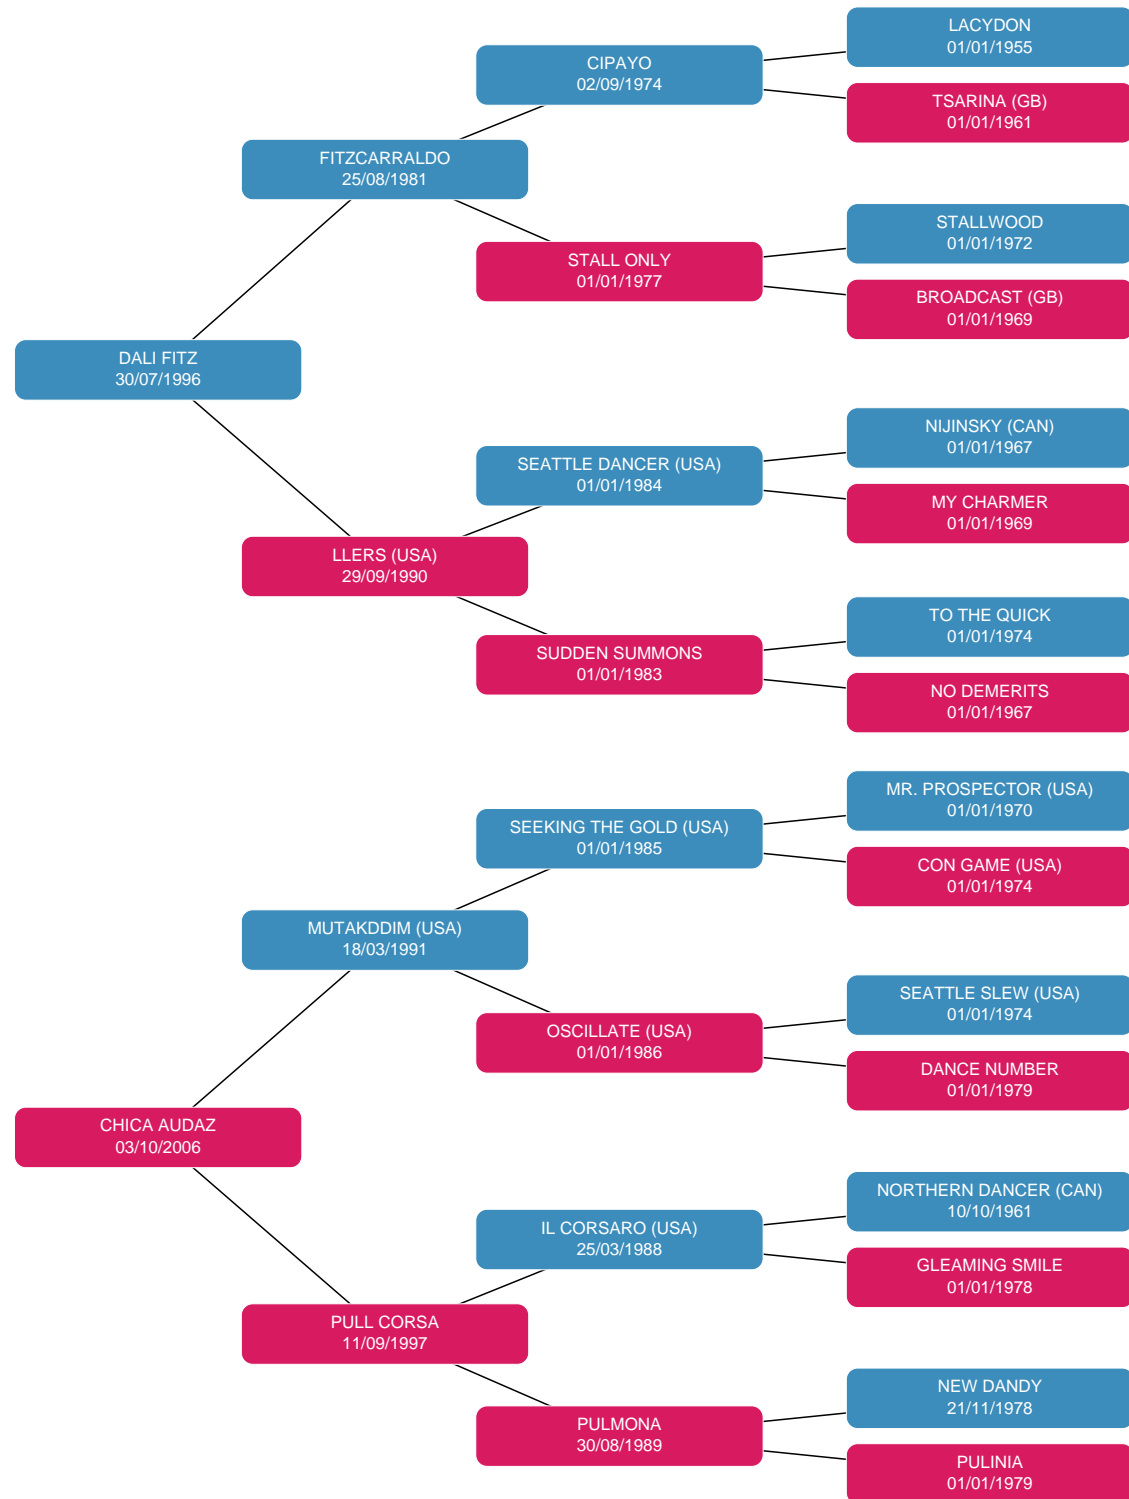 LACYDON
01/01/1955
CIPAYO
02/09/1974
TSARINA (GB)
01/01/1961
FITZCARRALDO
25/08/1981
STALLWOOD
01/01/1972
STALL ONLY
01/01/1977
BROADCAST (GB)
01/01/1969
DALI FITZ
30/07/1996
NIJINSKY (CAN)
01/01/1967
SEATTLE DANCER (USA)
01/01/1984
MY CHARMER
01/01/1969
LLERS (USA)
29/09/1990
TO THE QUICK
01/01/1974
SUDDEN SUMMONS
01/01/1983
NO DEMERITS
01/01/1967
MR. PROSPECTOR (USA)
01/01/1970
SEEKING THE GOLD (USA)
01/01/1985
CON GAME (USA)
01/01/1974
MUTAKDDIM (USA)
18/03/1991
SEATTLE SLEW (USA)
01/01/1974
OSCILLATE (USA)
01/01/1986
DANCE NUMBER
01/01/1979
CHICA AUDAZ
03/10/2006
NORTHERN DANCER (CAN)
10/10/1961
IL CORSARO (USA)
25/03/1988
GLEAMING SMILE
01/01/1978
PULL CORSA
11/09/1997
NEW DANDY
21/11/1978
PULMONA
30/08/1989
PULINIA
01/01/1979